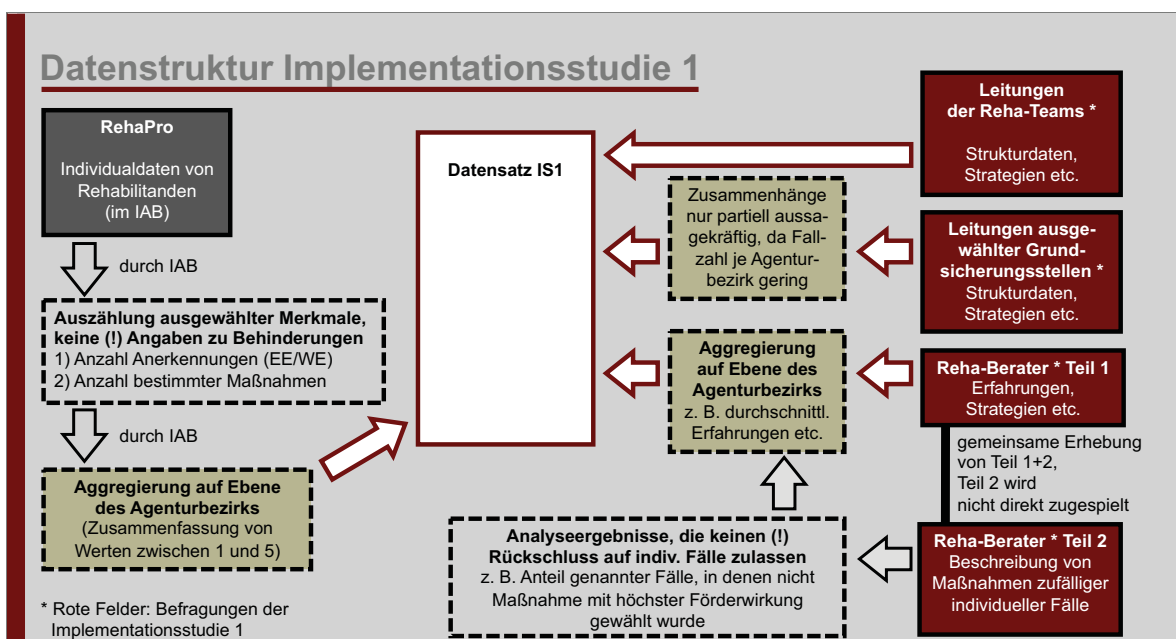 Datenstruktur Implementationsstudie 1
RehaPro
Individualdaten von
Rehabilitanden
(im IAB)
durch IAB
Auszählung ausgewählter Merkmale,
keine (!) Angaben zu Behinderungen
1) Anzahl Anerkennungen (EE/WE)
2) Anzahl bestimmter Maßnahmen
durch IAB
Aggregierung auf Ebene
des Agenturbezirks
(Zusammenfassung von
Werten zwischen 1 und 5)
* Rote Felder: Befragungen der
Implementationsstudie 1
Datensatz IS1
Zusammenhänge
nur partiell aussa-
gekräftig, da Fall-
zahl je Agentur-
bezirk gering
Aggregierung
auf Ebene des
Agenturbezirks
z. B. durchschnittl.
Erfahrungen etc.
Analyseergebnisse, die keinen (!)
Rückschluss auf indiv. Fälle zulassen
z. B. Anteil genannter Fälle, in denen nicht
Maßnahme mit höchster Förderwirkung
gewählt wurde
Leitungen
der Reha-Teams *
Strukturdaten,
Strategien etc.
Leitungen ausge-
wählter Grund-
sicherungsstellen *
Strukturdaten,
Strategien etc.
Reha-Berater * Teil 1
Erfahrungen,
Strategien etc.
gemeinsame Erhebung
von Teil 1+2,
Teil 2 wird
nicht direkt zugespielt
Reha-Berater * Teil 2
Beschreibung von
Maßnahmen zufälliger
individueller Fälle